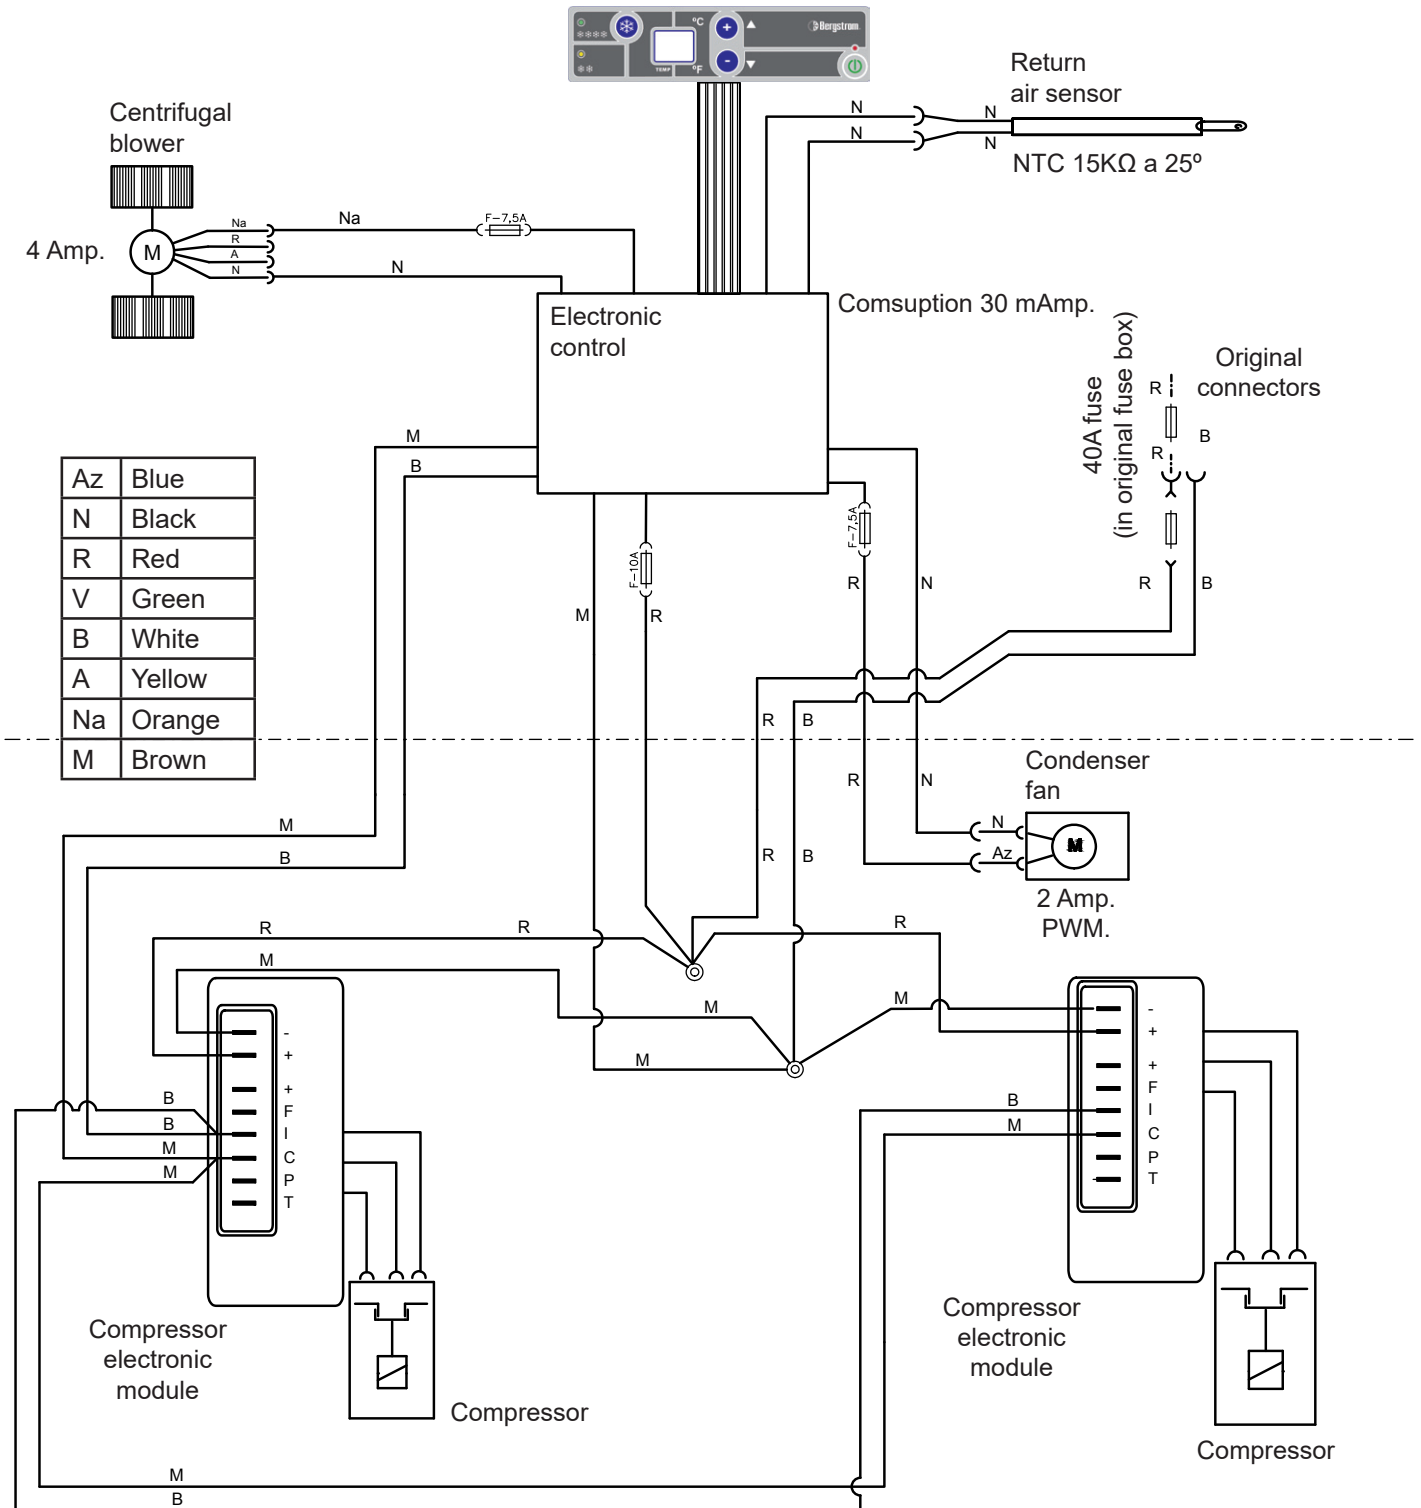 °C
Bergstrom
TEMP
°F
Return
air sensor
N
N
N
N
NTC 15KΩ a 25º
Centrifugal
blower
4 Amp.
M
Na
R
A
N
Na
N
F-7,5A
Electronic
control
Comsuption 30 mAmp.
40A fuse
(in original fuse box)
Original
connectors
R
R
B
R
B
M
B
F-10A
F-7,5A
M
R
R
N
Az Blue
N Black
R Red
V Green
B White
A Yellow
Na Orange
M Brown
R
B
R
N
Condenser
fan
N
Az
M
2 Amp.
PWM.
M
B
R
B
R
R
R
M
M
M
M
-
+
+
F
I
C
P
T
B
B
M
M
-
+
+
F
I
C
P
T
B
M
Compressor
electronic
module
Compressor
Compressor
electronic
module
Compressor
M
B